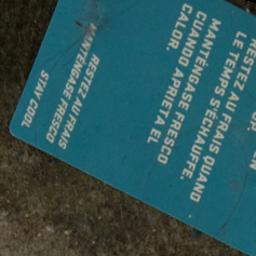 STAY COOL
MANTÉNGASE FRESCO
RESTEZ AU FRAIS
CALOR.
CUANDO APRIETA EL
MANTÉNGASE FRESCO
LE TEMPS S'ÉCHAUFFE.
RESTEZ AU FRAIS QUAND